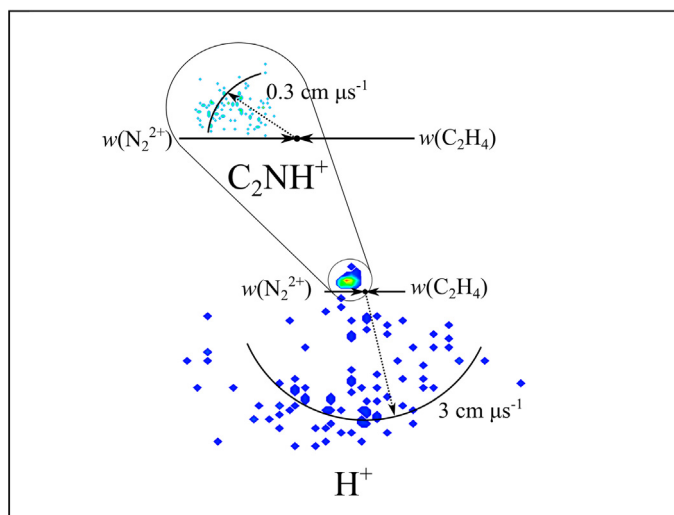 0.3 cm μs⁻¹
w(N₂²⁺) w(C₂H₄)
C₂NH⁺
w(N₂²⁺) w(C₂H₄)
3 cm μs⁻¹
H⁺